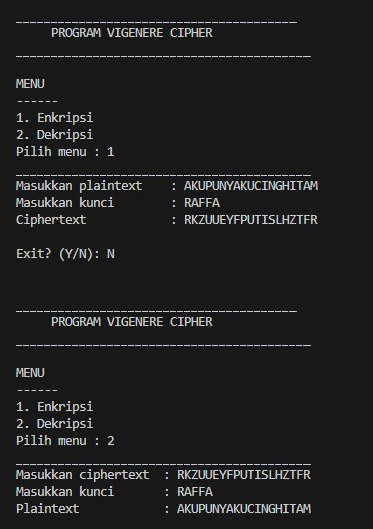 PROGRAM VIGENERE CIPHER
MENU
------
1. Enkripsi
2. Dekripsi
Pilih menu : 1
Masukkan plaintext    : AKUPUNYAKUCINGHITAM
Masukkan kunci        : RAFFA
Ciphertext            : RKZUUEYFPUTISLHZTFR
Exit? (Y/N): N
PROGRAM VIGENERE CIPHER
MENU
------
1. Enkripsi
2. Dekripsi
Pilih menu : 2
Masukkan ciphertext  : RKZUUEYFPUTISLHZTFR
Masukkan kunci       : RAFFA
Plaintext            : AKUPUNYAKUCINGHITAM